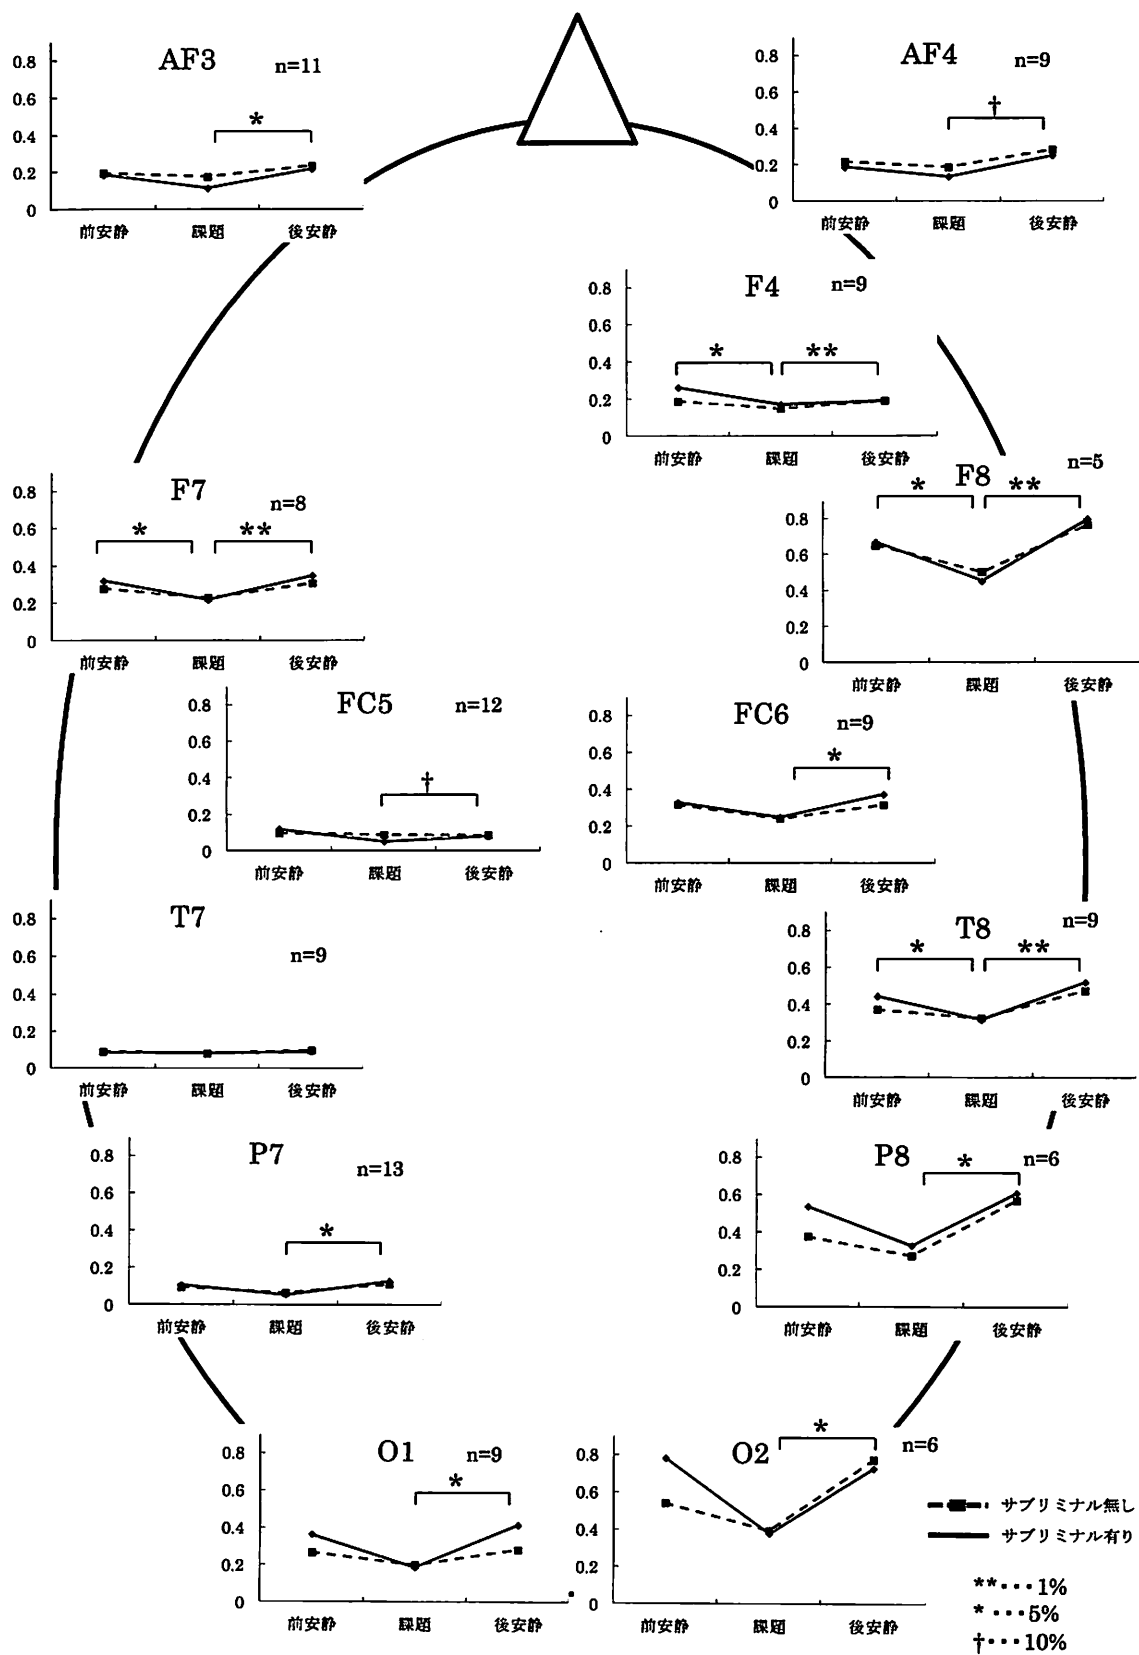 AF3 n=11
*
0.8
0.6
0.4
0.2
0
前安静 課題 後安静
AF4 n=9
†
0.8
0.6
0.4
0.2
0
前安静 課題 後安静
F4 n=9
* **
0.8
0.6
0.4
0.2
0
前安静 課題 後安静
F7 n=8
* **
0.8
0.6
0.4
0.2
0
前安静 課題 後安静
F8 n=5
* **
0.8
0.6
0.4
0.2
0
前安静 課題 後安静
FC5 n=12
†
0.8
0.6
0.4
0.2
0
前安静 課題 後安静
FC6 n=9
*
0.8
0.6
0.4
0.2
0
前安静 課題 後安静
T7 n=9
0.8
0.6
0.4
0.2
0
前安静 課題 後安静
T8 n=9
* **
0.8
0.6
0.4
0.2
0
前安静 課題 後安静
P7 n=13
*
0.8
0.6
0.4
0.2
0
前安静 課題 後安静
P8 n=6
*
0.8
0.6
0.4
0.2
0
前安静 課題 後安静
O1 n=9
*
0.8
0.6
0.4
0.2
0
前安静 課題 後安静
O2 n=6
*
0.8
0.6
0.4
0.2
0
前安静 課題 後安静
サブリミナル無し
サブリミナル有り
**・・・1%
*・・・5%
†・・・10%